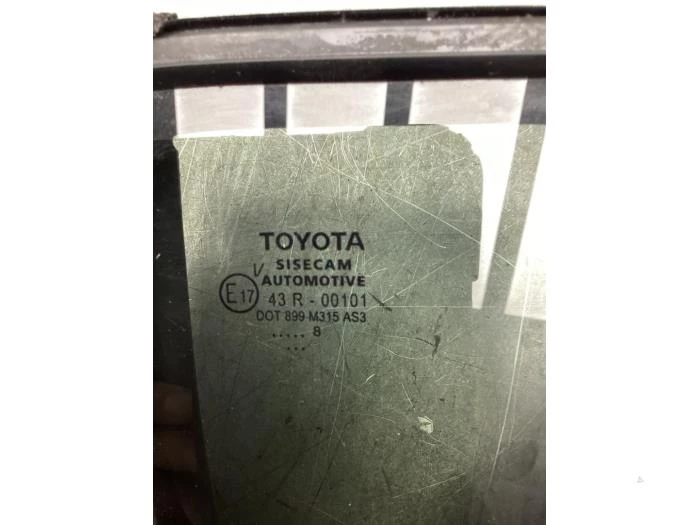 TOYOTA
V SISECAM
AUTOMOTIVE
E17 43 R - 00101
DOT 899 M315 AS3
..... 8
...